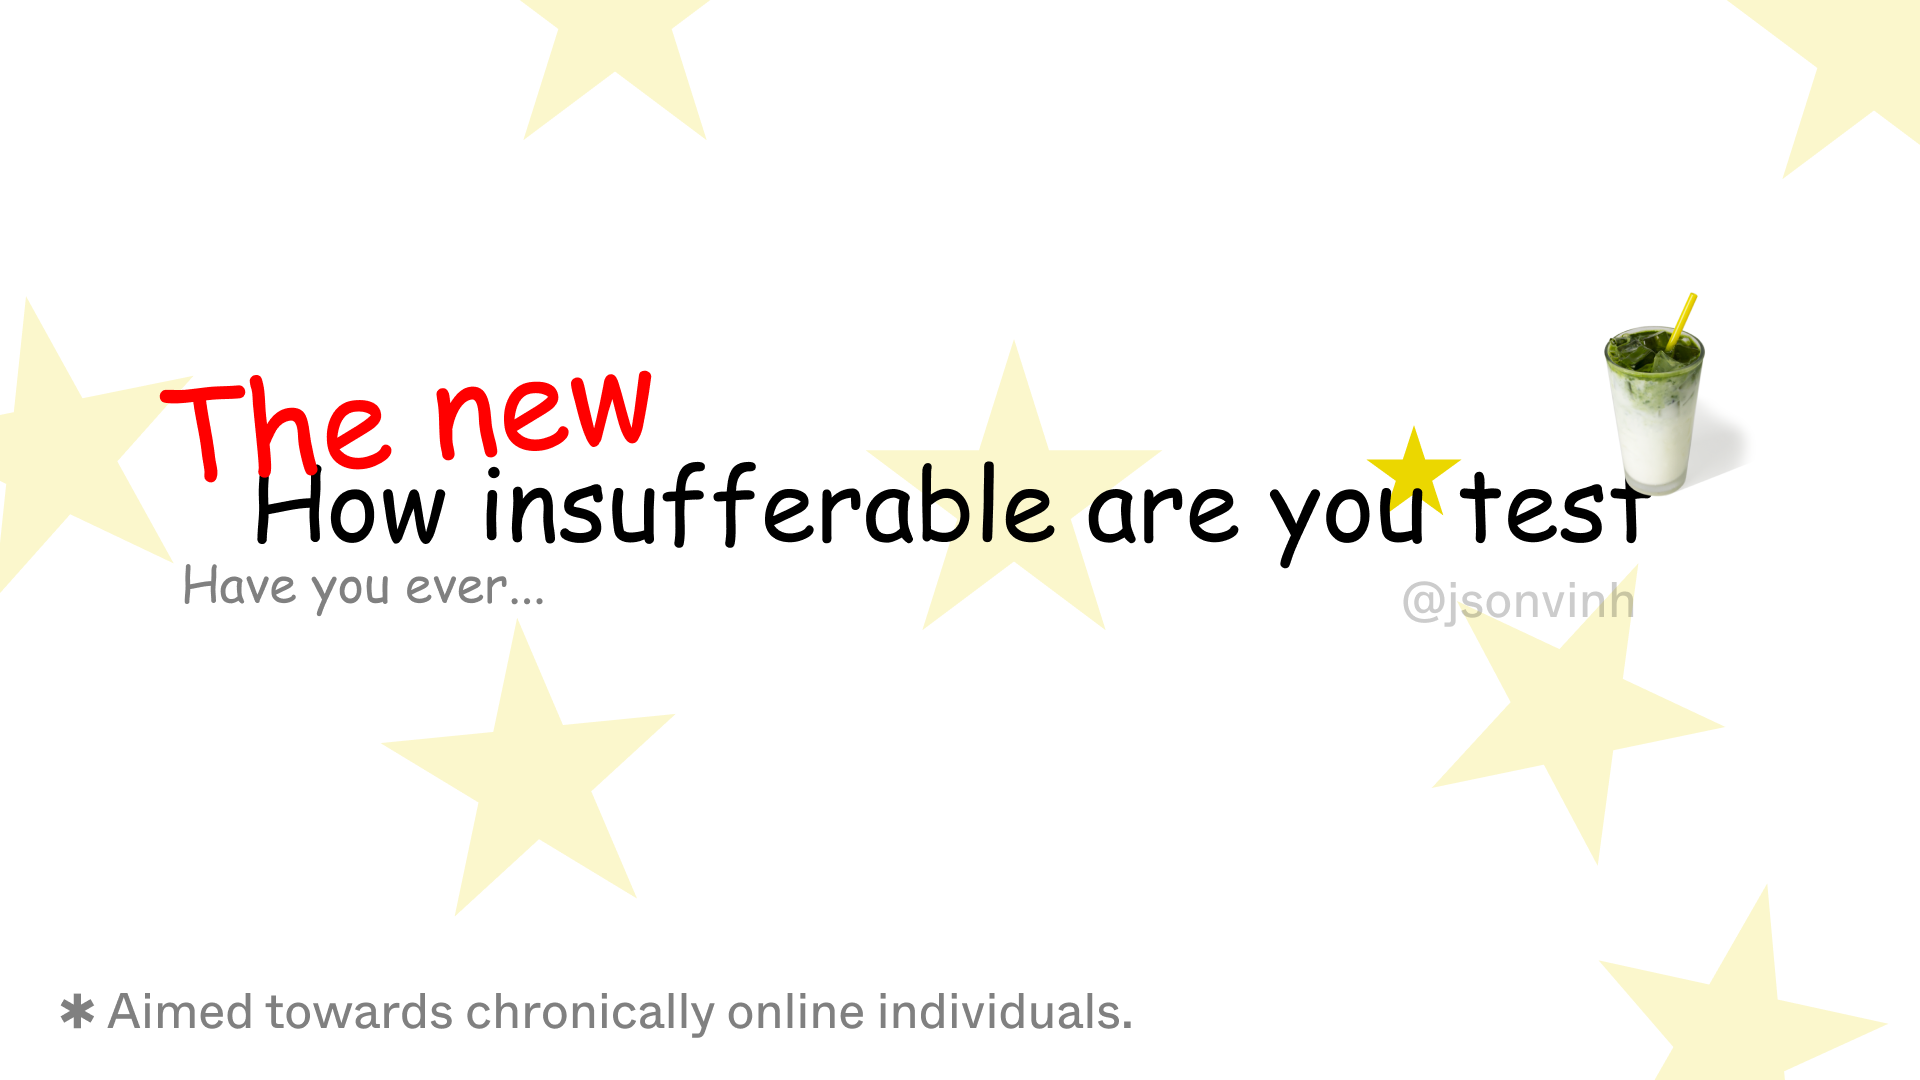 The new
How insufferable are you test
Have you ever...
@jsonvinh
✱ Aimed towards chronically online individuals.